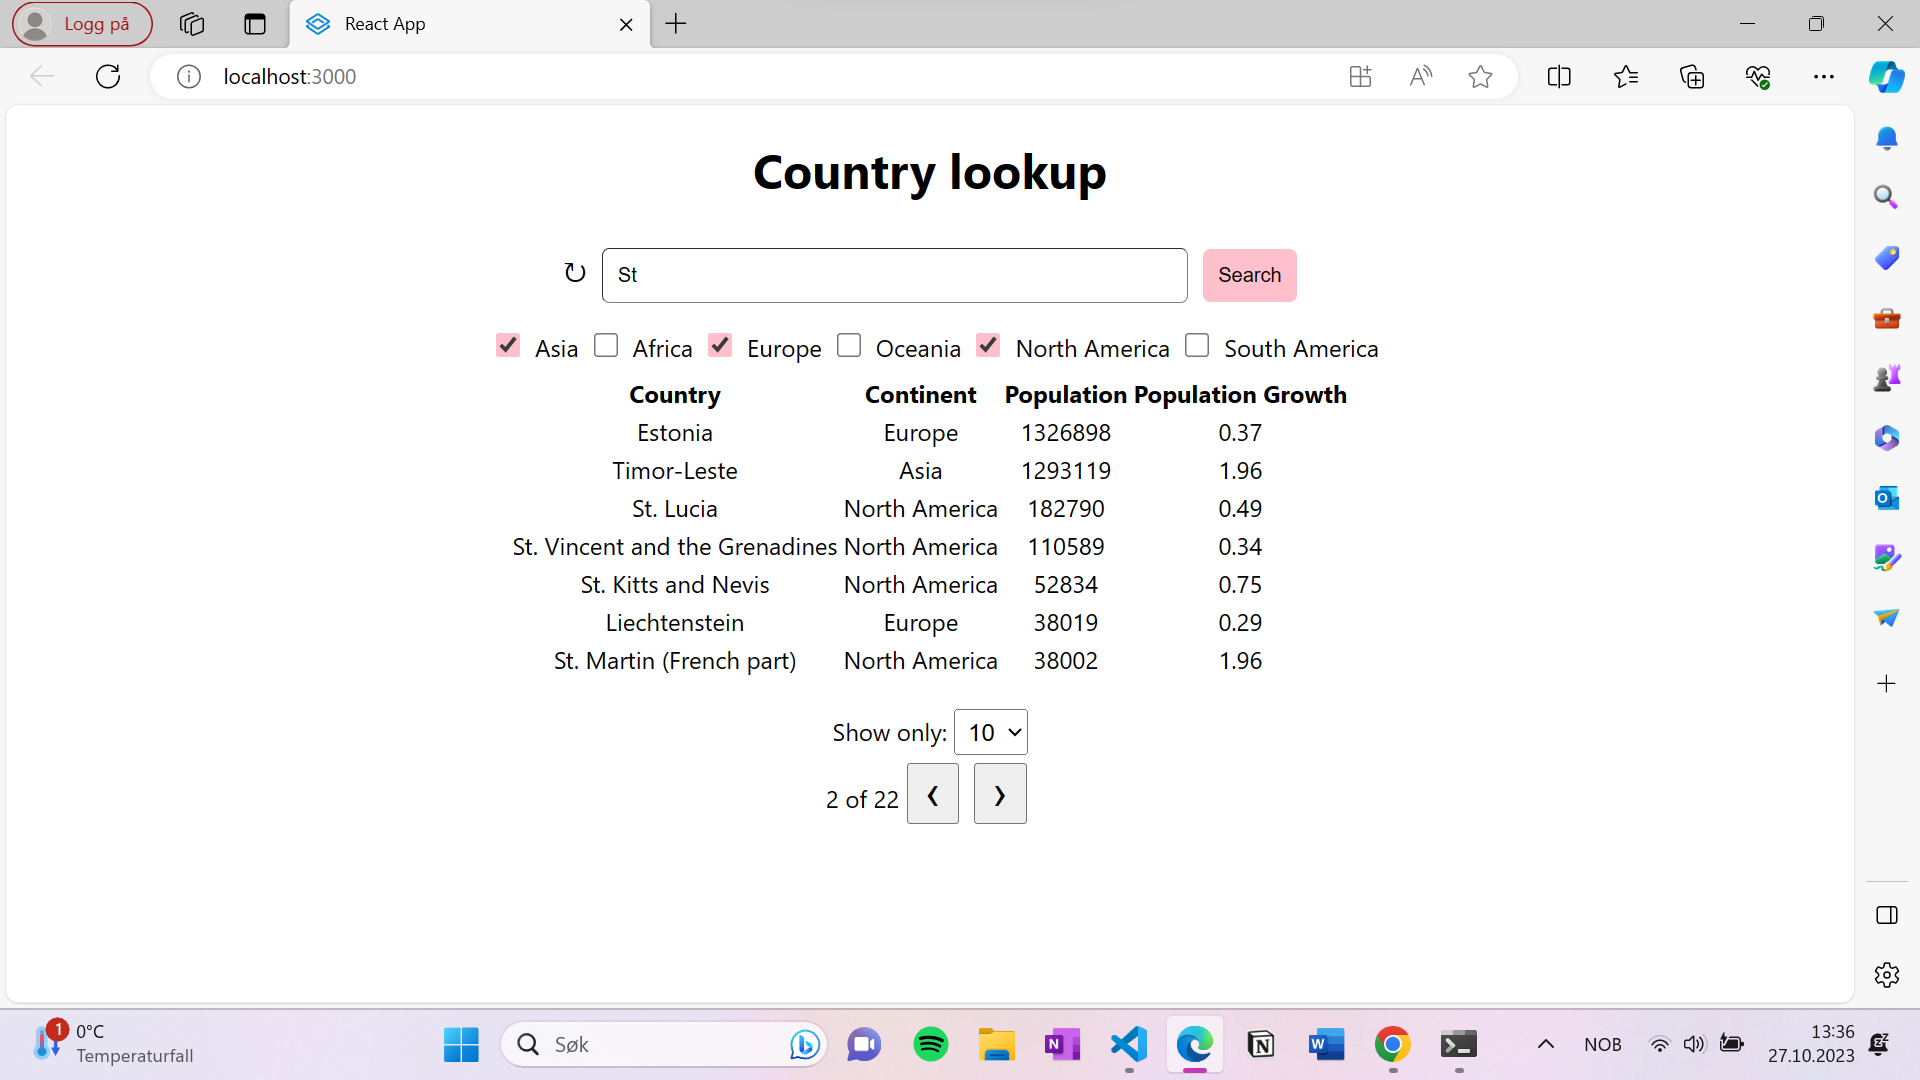 Logg på
React App
localhost:3000
Country lookup
↻ St Search
Asia Africa Europe Oceania North America South America
Country Continent Population Population Growth
Estonia Europe 1326898 0.37
Timor-Leste Asia 1293119 1.96
St. Lucia North America 182790 0.49
St. Vincent and the Grenadines North America 110589 0.34
St. Kitts and Nevis North America 52834 0.75
Liechtenstein Europe 38019 0.29
St. Martin (French part) North America 38002 1.96
Show only: 10
2 of 22 ❮ ❯
1 0°C
Temperaturfall
Søk
NOB
13:36
27.10.2023